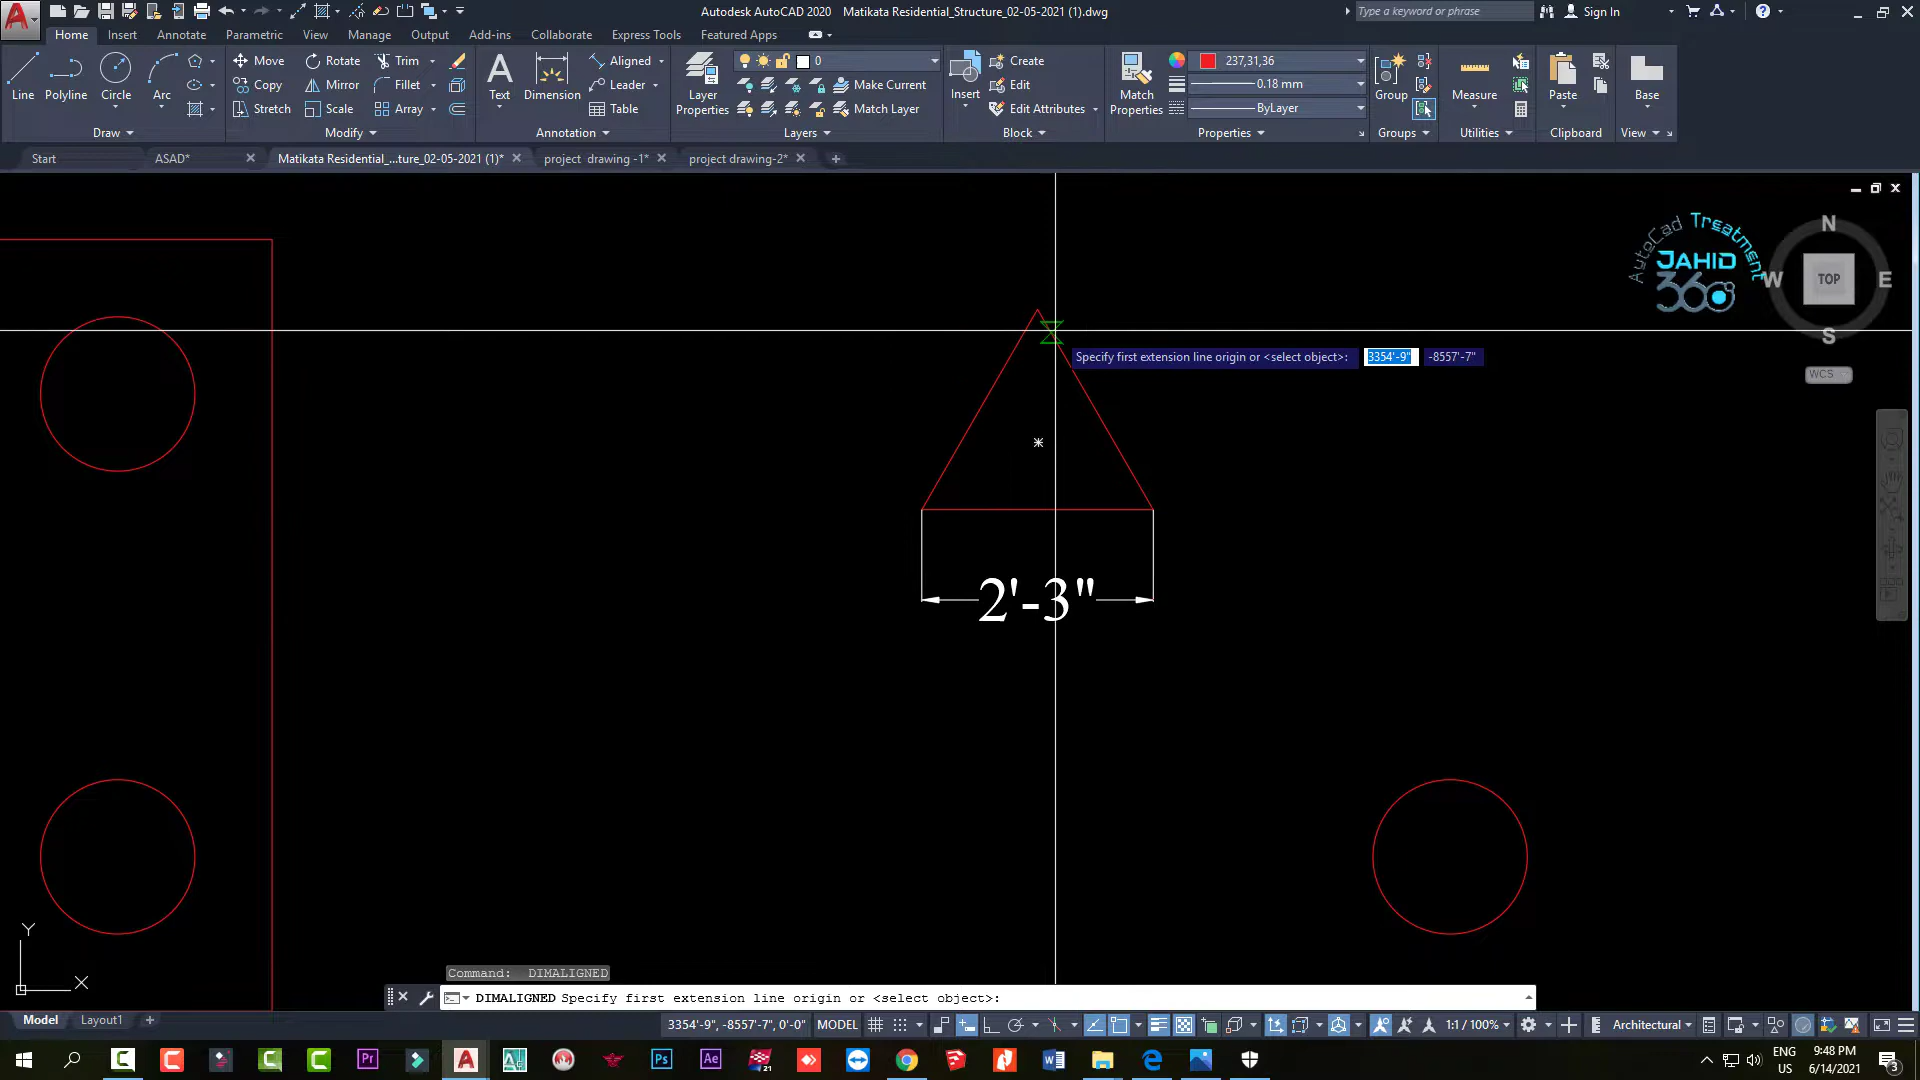 Autodesk AutoCAD 2020 Matikata Residential_Structure_02-05-2021 (1).dwg
Type a keyword or phrase
Sign In
Home Insert Annotate Parametric View Manage Output Add-ins Collaborate Express Tools Featured Apps
Line Polyline Circle Arc
Move Rotate Trim
Copy Mirror Fillet
Stretch Scale Array
Text Dimension
Aligned
Leader
Table
Layer Properties
0
Make Current
Match Layer
Insert
Create
Edit
Edit Attributes
Match Properties
237,31,36
0.18 mm
ByLayer
Group
Measure
Paste
Base
Draw Modify Annotation Layers Block Properties Groups Utilities Clipboard View
Start ASAD* Matikata Residential_...ture_02-05-2021 (1)* project drawing -1* project drawing-2*
AutoCad Treatment
JAHID
360
N
W TOP E
S
WCS
Specify first extension line origin or <select object>: 3354'-9" -8557'-7"
2'-3"
Y
X
Command: DIMALIGNED
DIMALIGNED Specify first extension line origin or <select object>:
Model Layout1
3354'-9", -8557'-7", 0'-0" MODEL 1:1 / 100% Architectural
Pr Ps Ae 21
ENG
US
9:48 PM
6/14/2021
3